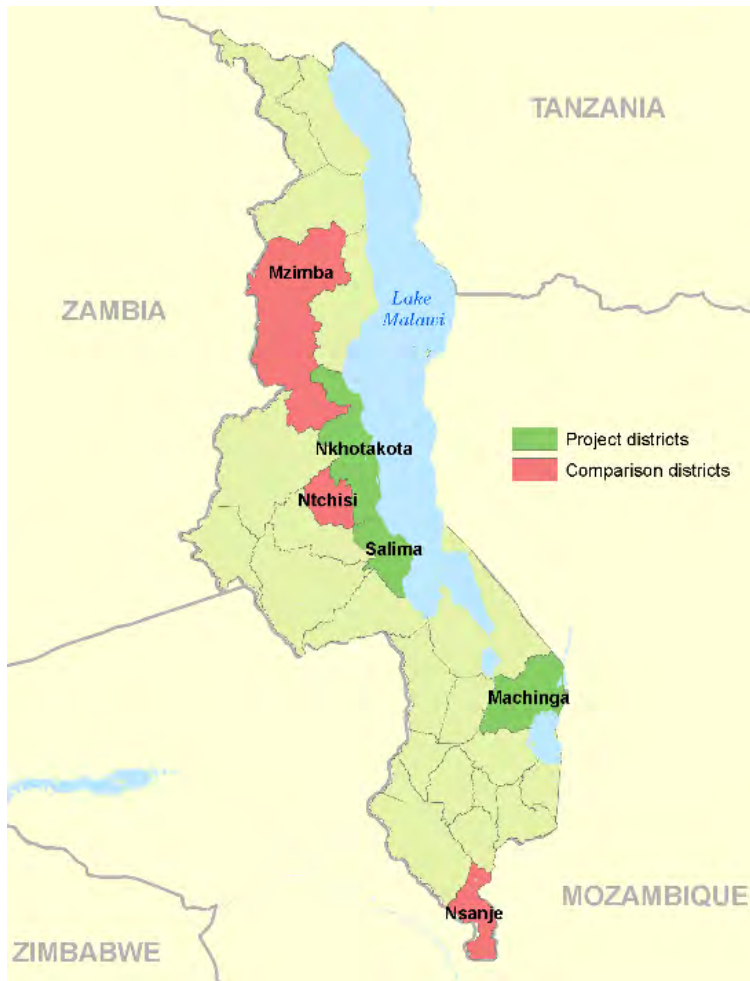 TANZANIA
Mzimba
ZAMBIA
Lake
Malawi
Project districts
Nkhotakota
Comparison districts
Ntchisi
Salima
Machinga
MOZAMBIQUE
Nsanje
ZIMBABWE